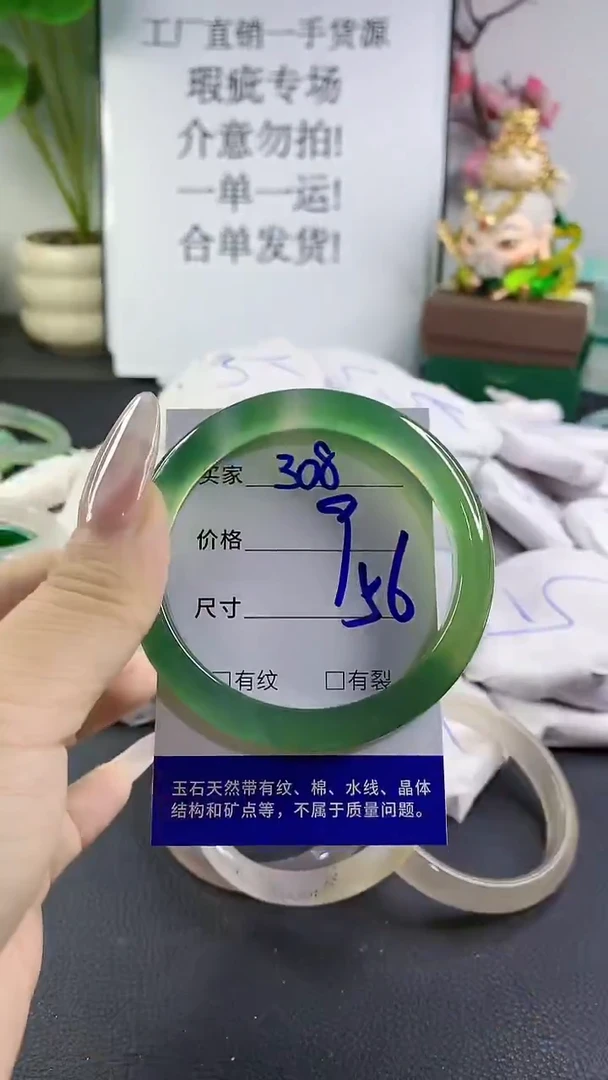 工厂直销一手货源
瑕疵专场
介意勿拍!
一单一运!
合单发货!
买家 308
价格
尺寸 56
□有纹 □有裂
玉石天然带有纹、棉、水线、晶体
结构和矿点等，不属于质量问题。